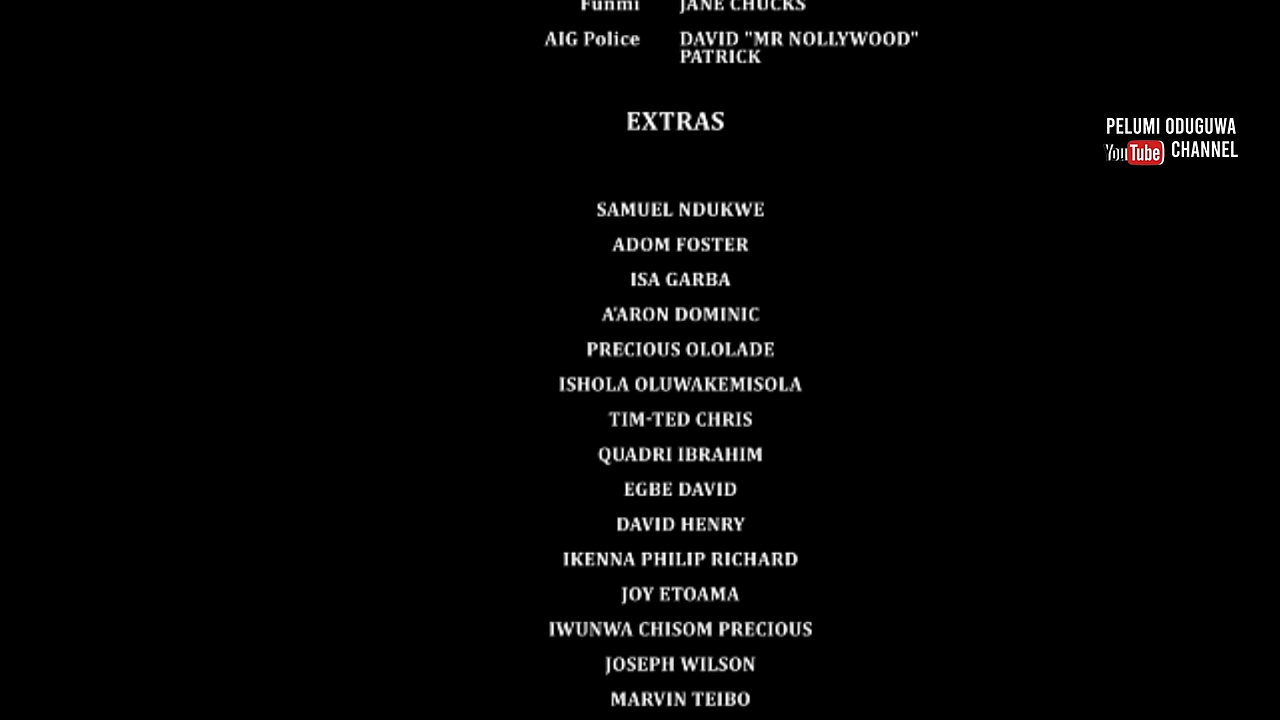 Funmi JANE CHUCKS
AIG Police DAVID "MR NOLLYWOOD"
PATRICK
EXTRAS
PELUMI ODUGUWA
YouTube CHANNEL
SAMUEL NDUKWE
ADOM FOSTER
ISA GARBA
A'ARON DOMINIC
PRECIOUS OLOLADE
ISHOLA OLUWAKEMISOLA
TIM-TED CHRIS
QUADRI IBRAHIM
EGBE DAVID
DAVID HENRY
IKENNA PHILIP RICHARD
JOY ETOAMA
IWUNWA CHISOM PRECIOUS
JOSEPH WILSON
MARVIN TEIBO